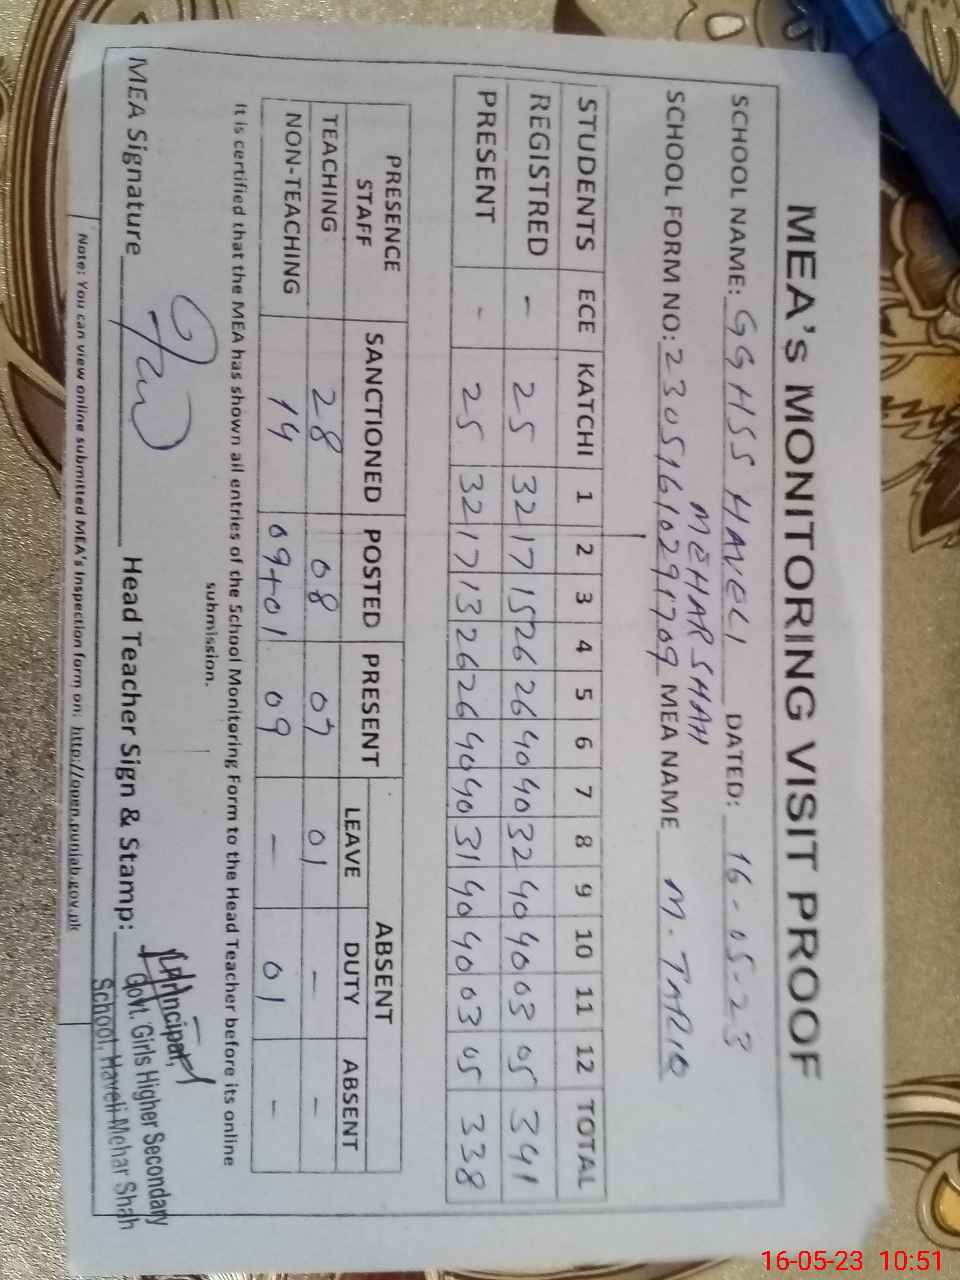 MEA's MONITORING VISIT PROOF
SCHOOL NAME: GGHSS HAVELI DATED: 16-05-23
MEHAR SHAH
SCHOOL FORM NO: 23051610291709 MEA NAME M. TARIQ
STUDENTS ECE KATCHI 1 2 3 4 5 6 7 8 9 10 11 12 TOTAL
REGISTRED - 25 32 17 15 26 26 40 40 32 40 40 03 05 341
PRESENT - 25 32 17 13 26 26 40 40 31 40 40 03 05 338
PRESENCE STAFF SANCTIONED POSTED PRESENT ABSENT
LEAVE DUTY ABSENT
TEACHING 28 08 07 01 - -
NON-TEACHING 14 09+01 09 - 01 -
It is certified that the MEA has shown all entries of the School Monitoring Form to the Head Teacher before its online
submission.
MEA Signature Head Teacher Sign & Stamp:
Principal,
Govt. Girls Higher Secondary
School, Haveli Mehar Shah
Note: You can view online submitted MEA's Inspection form on: http://open.punjab.gov.pk
16-05-23 10:51